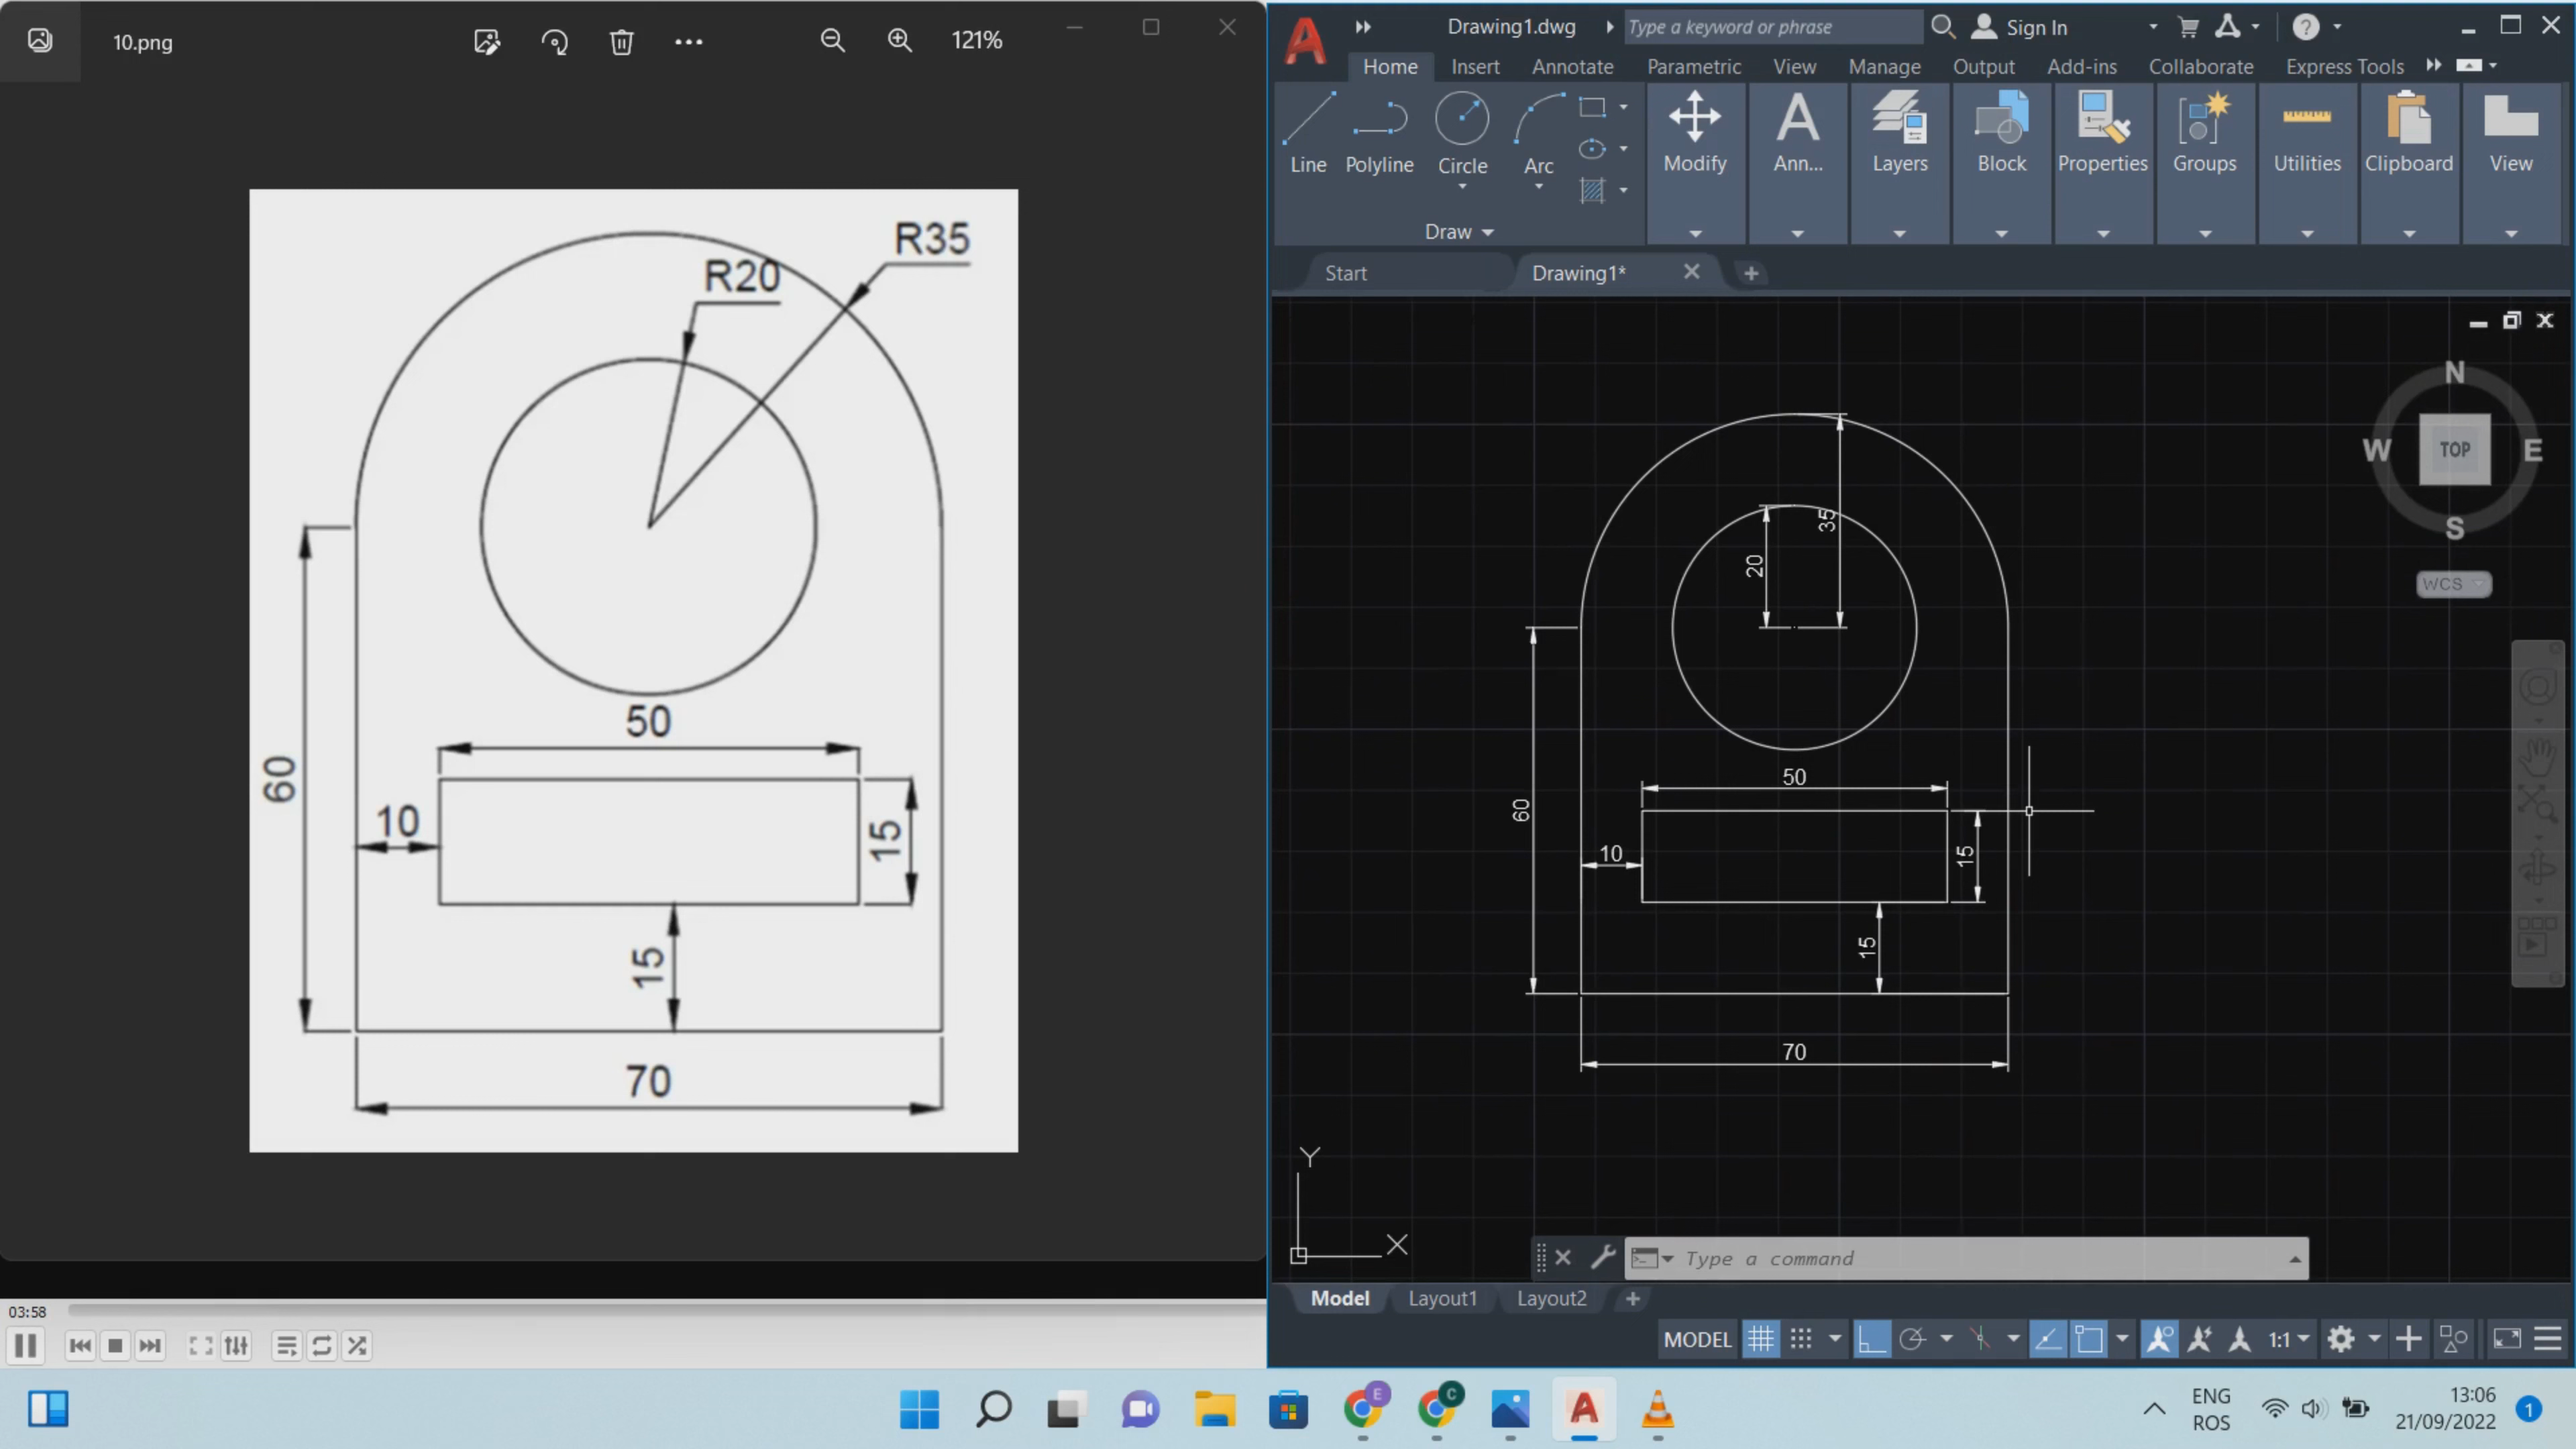 10.png
121%
R35
R20
50
60
10
15
15
70
03:58
Drawing1.dwg
Type a keyword or phrase
Sign In
Home Insert Annotate Parametric View Manage Output Add-ins Collaborate Express Tools
Line Polyline Circle Arc
Modify
Ann...
Layers
Block
Properties
Groups
Utilities
Clipboard
View
Draw
Start
Drawing1*
N
W TOP E
S
WCS
35
20
50
60
10
15
15
70
Y
X
Type a command
Model Layout1 Layout2
MODEL
1:1
E
C
ENG
ROS
13:06
21/09/2022
1